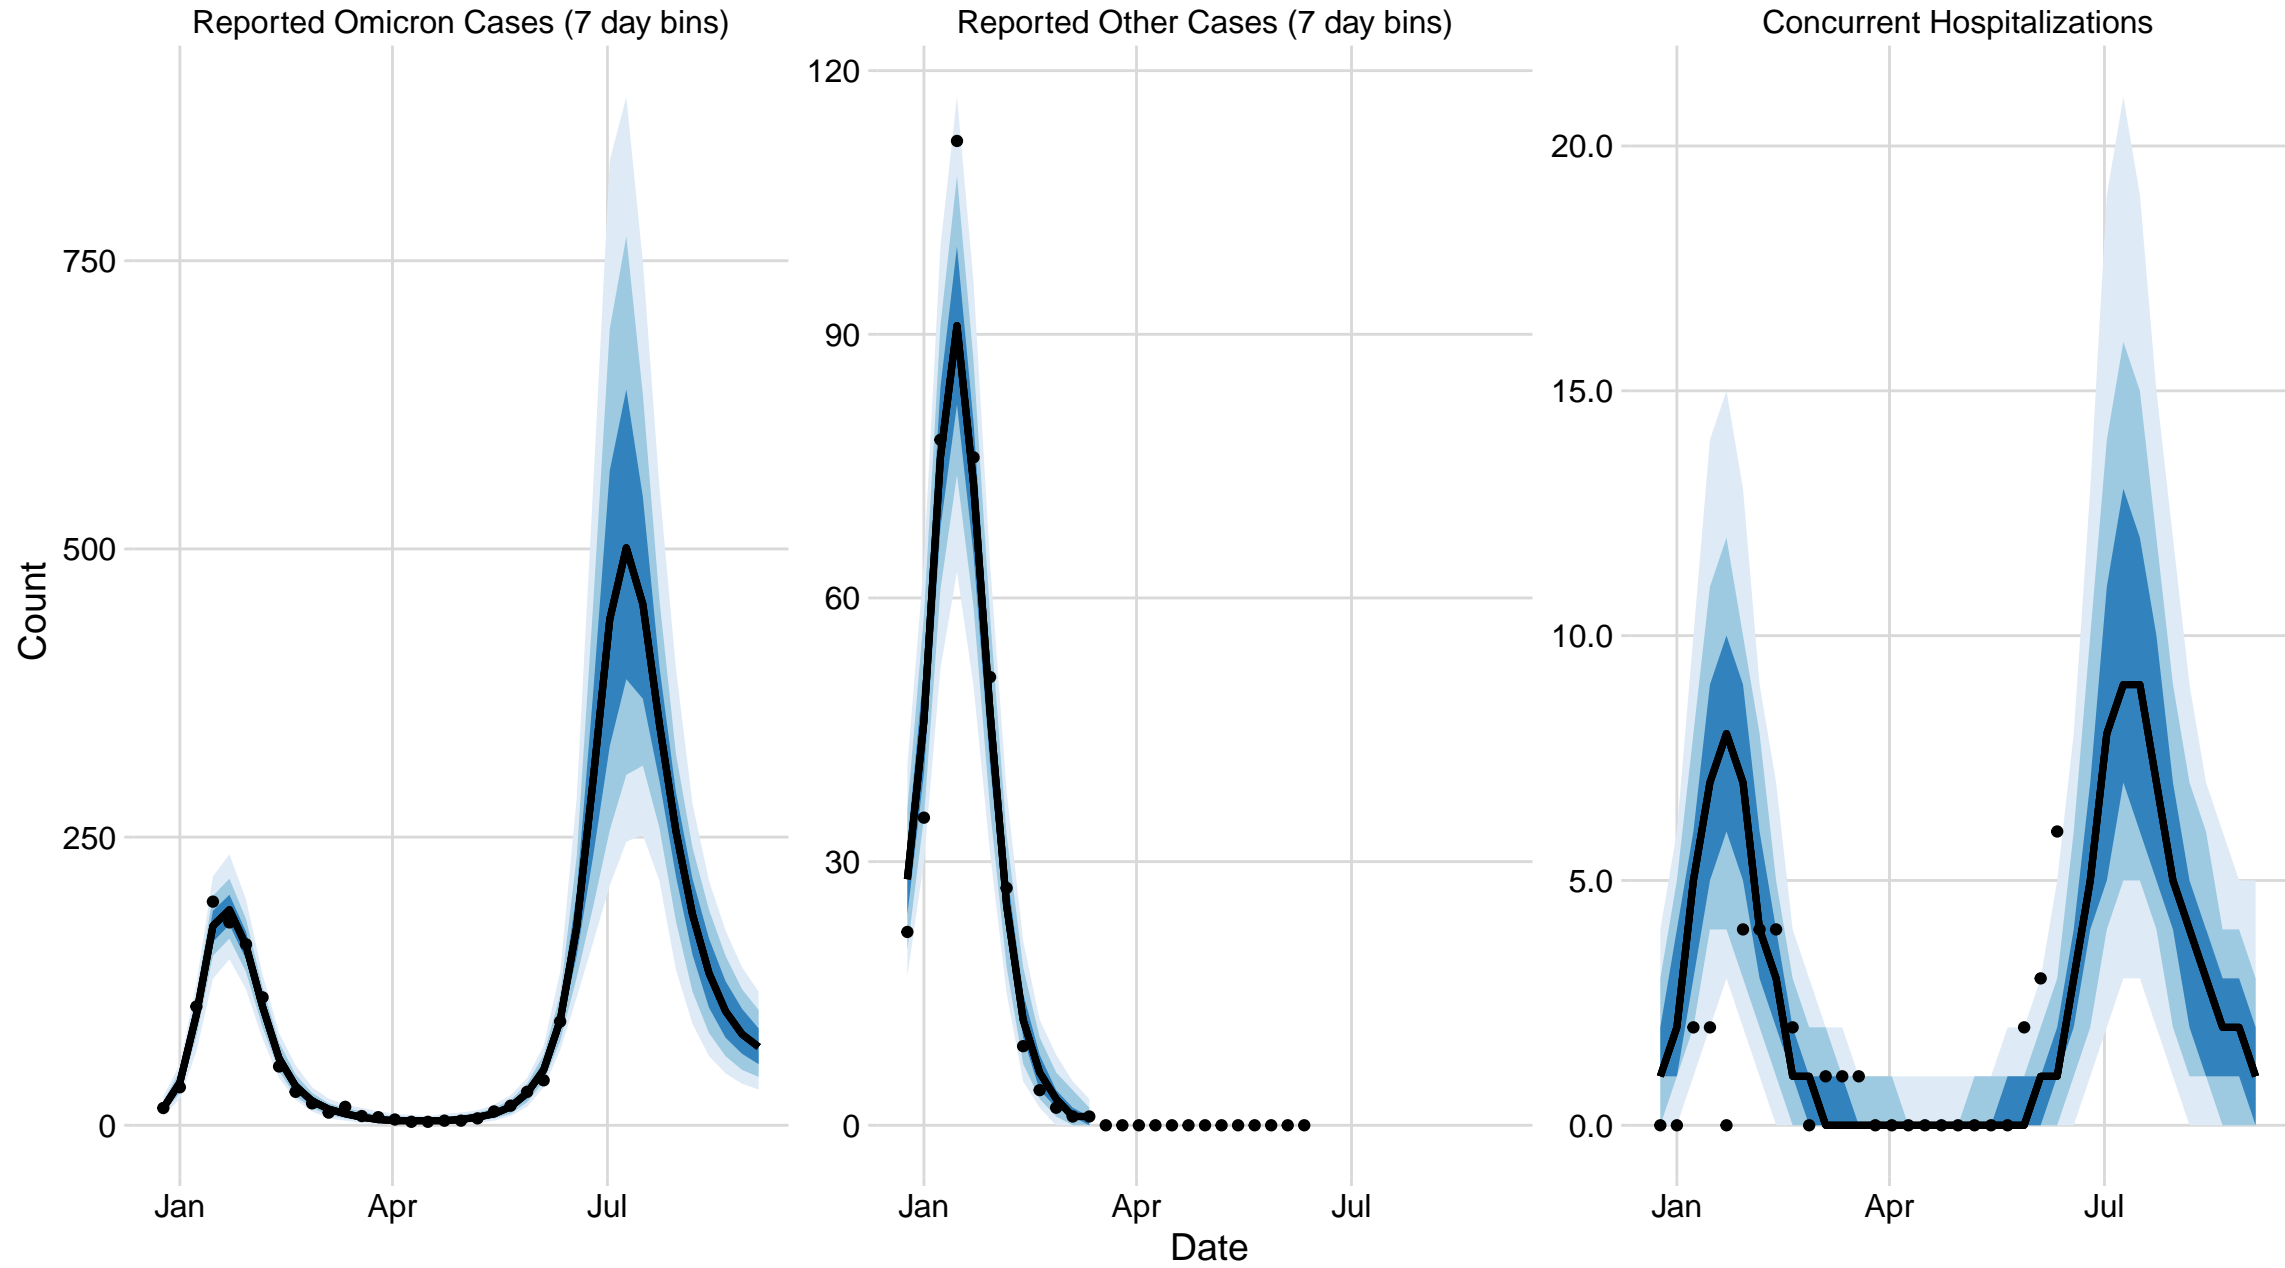 Reported Omicron Cases (7 day bins)
Reported Other Cases (7 day bins)
Concurrent Hospitalizations
Count
750
500
250
0
Jan
Apr
Jul
120
90
60
30
0
Jan
Apr
Jul
20.0
15.0
10.0
5.0
0.0
Jan
Apr
Jul
Date